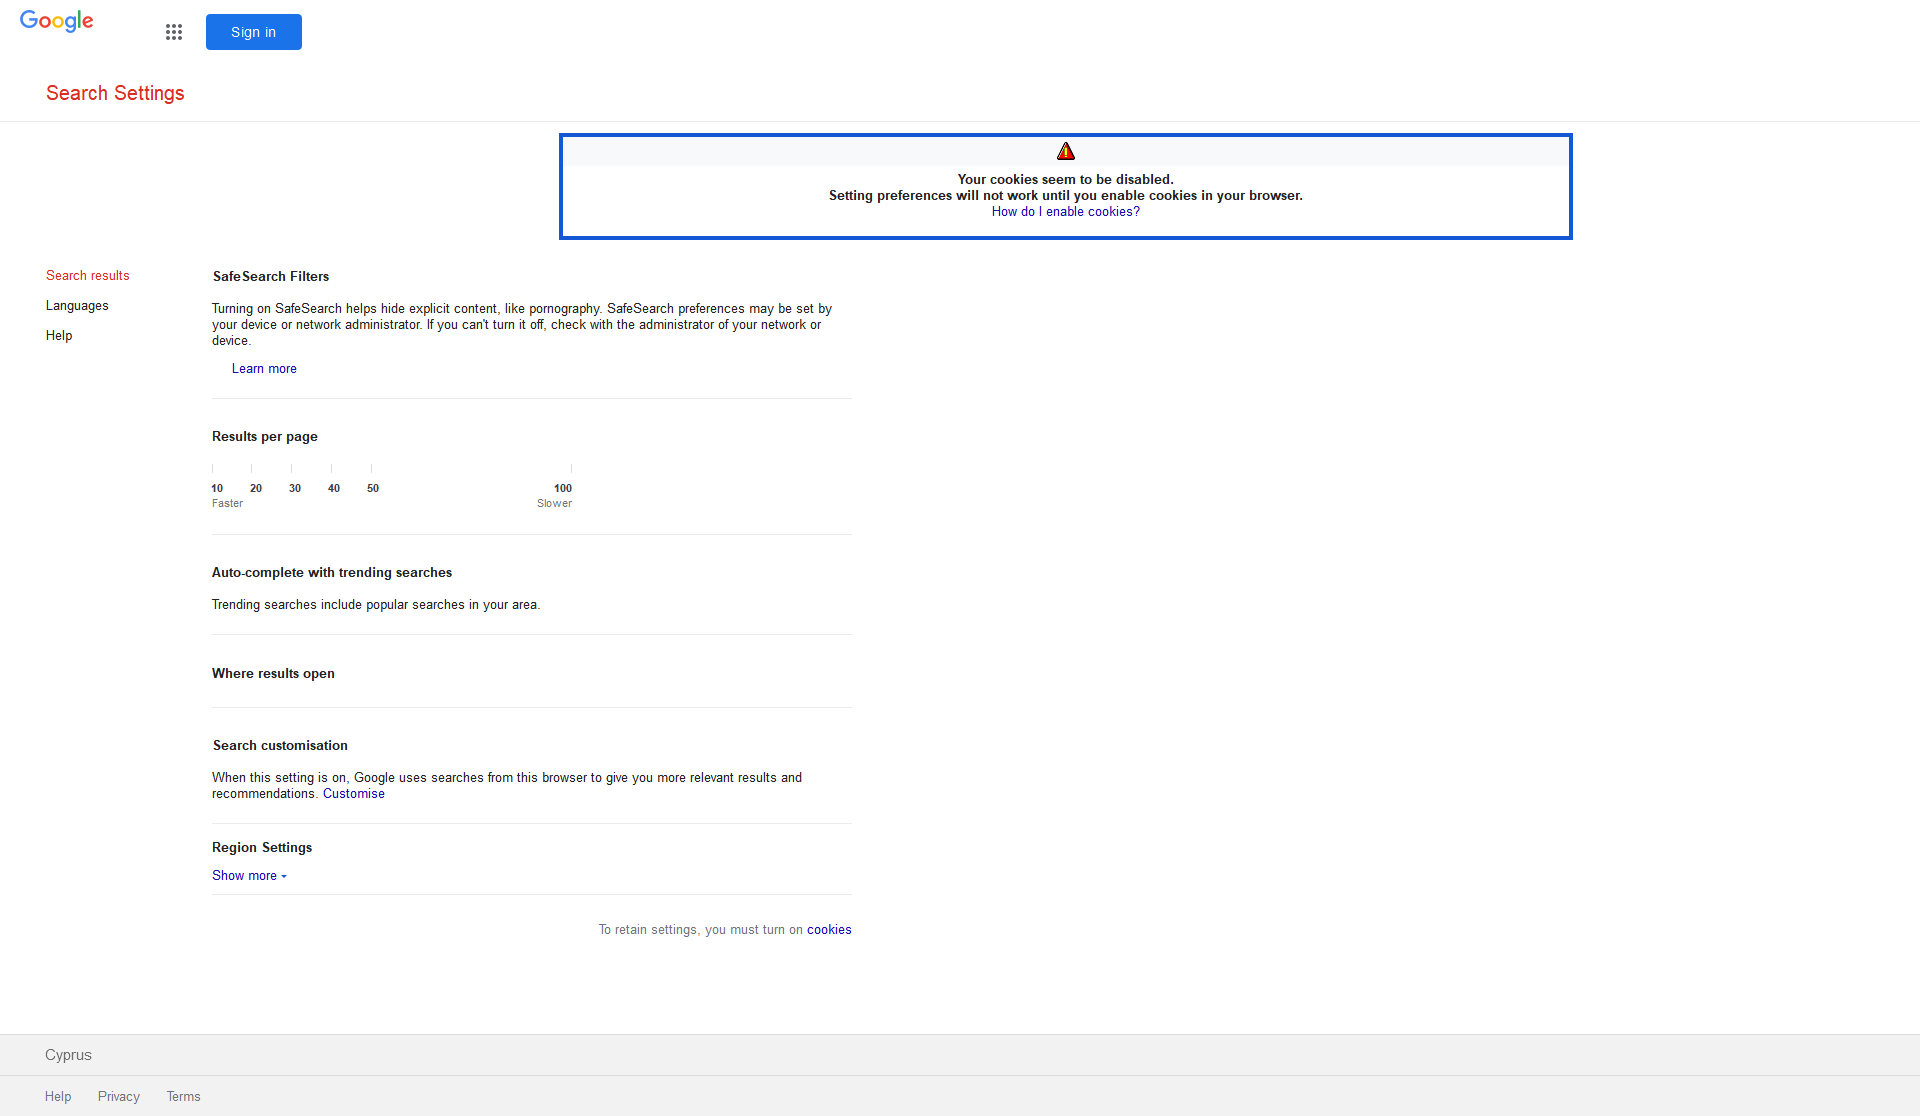 Google
Sign in
Search Settings
Your cookies seem to be disabled.
Setting preferences will not work until you enable cookies in your browser.
How do I enable cookies?
Search results
Languages
Help
SafeSearch Filters
Turning on SafeSearch helps hide explicit content, like pornography. SafeSearch preferences may be set by
your device or network administrator. If you can't turn it off, check with the administrator of your network or
device.
Learn more
Results per page
10 20 30 40 50 100
Faster Slower
Auto-complete with trending searches
Trending searches include popular searches in your area.
Where results open
Search customisation
When this setting is on, Google uses searches from this browser to give you more relevant results and
recommendations. Customise
Region Settings
Show more
To retain settings, you must turn on cookies
Cyprus
Help Privacy Terms